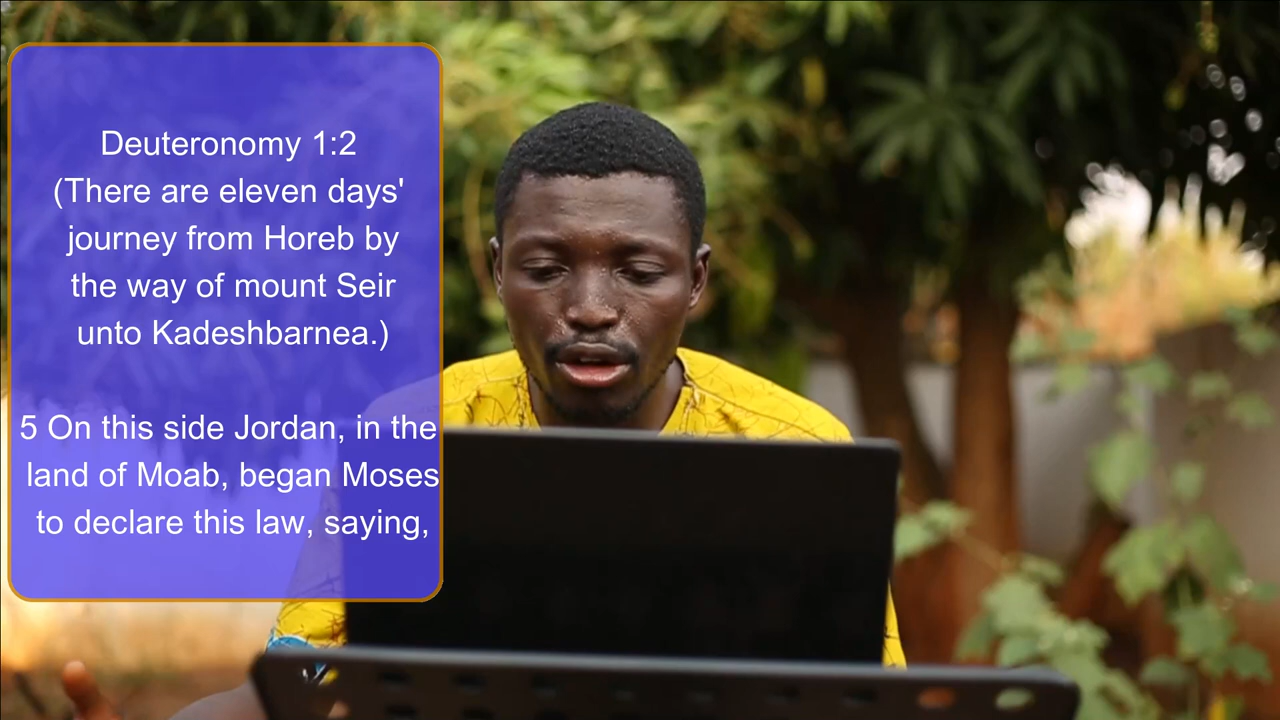 Deuteronomy 1:2
(There are eleven days'
journey from Horeb by
the way of mount Seir
unto Kadeshbarnea.)
5 On this side Jordan, in the
land of Moab, began Moses
to declare this law, saying,